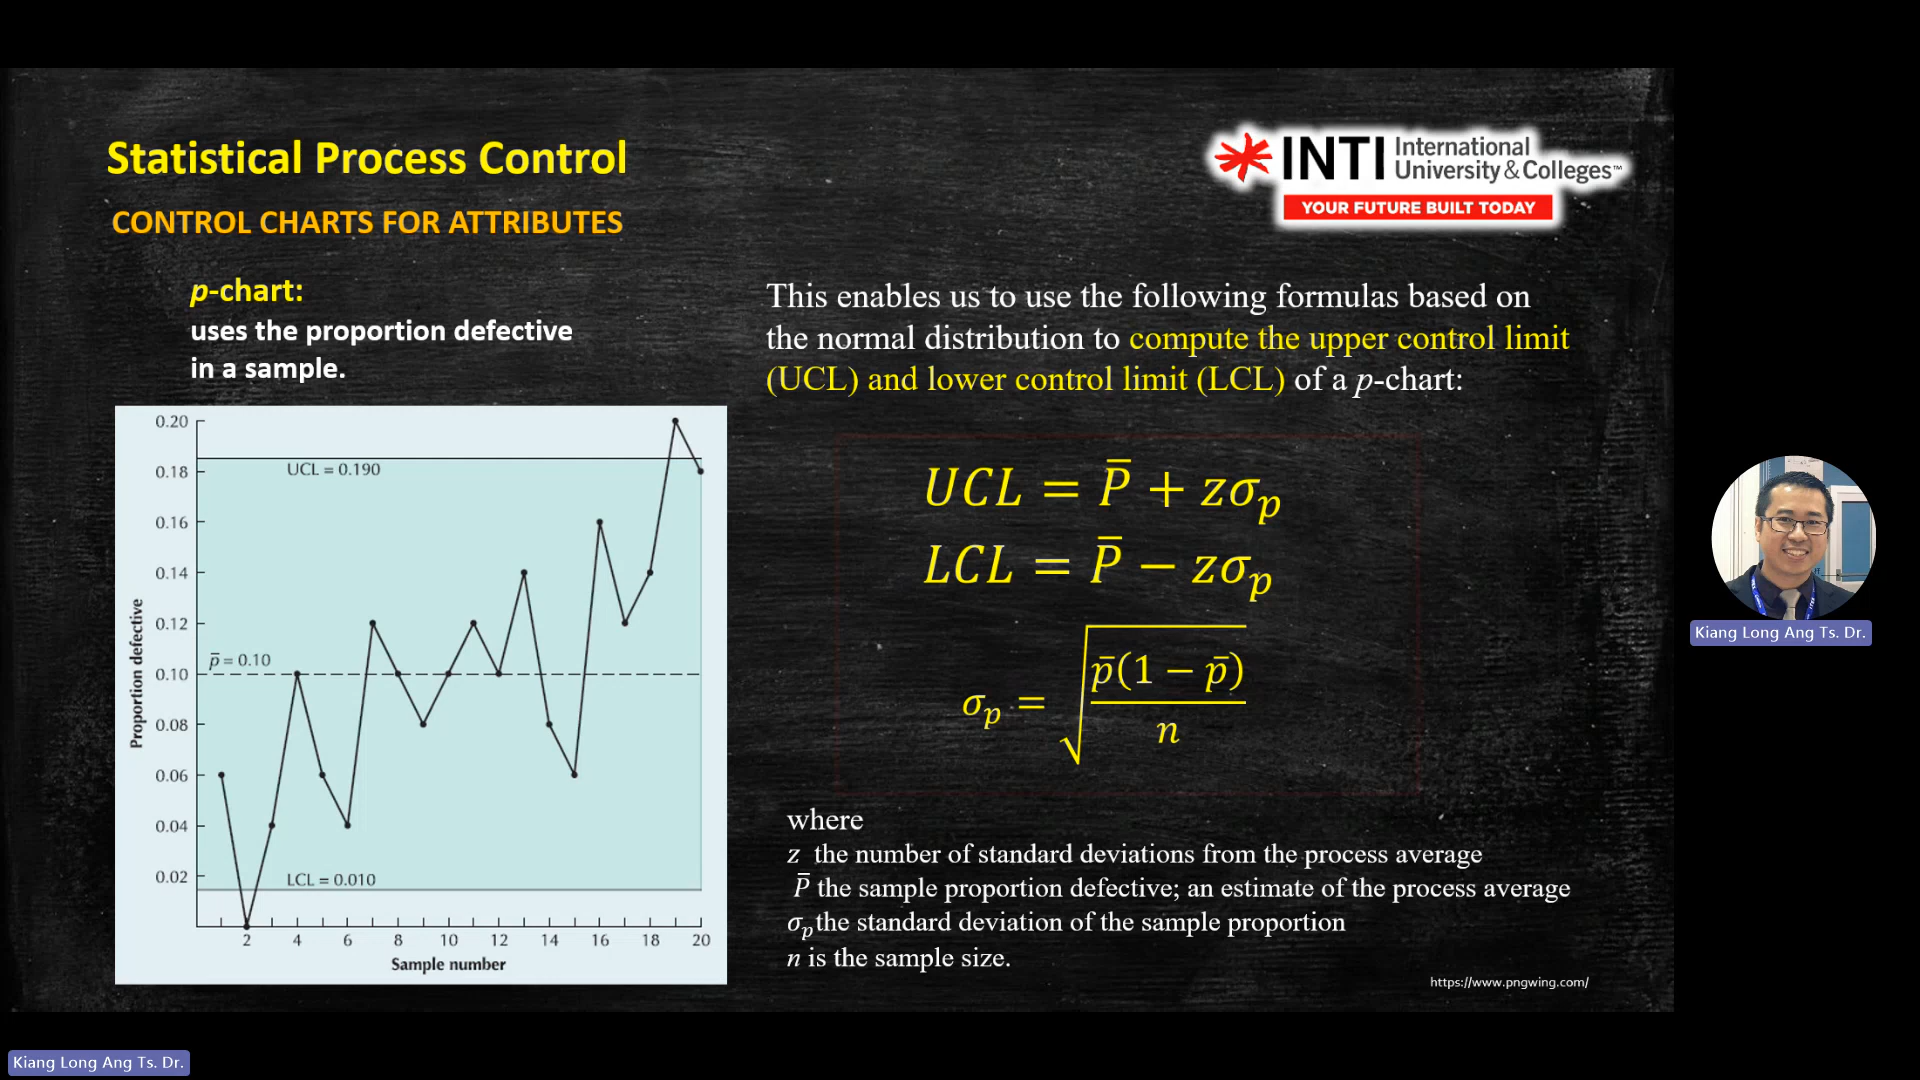 Statistical Process Control
CONTROL CHARTS FOR ATTRIBUTES
INTI International
University & Colleges™
YOUR FUTURE BUILT TODAY
p-chart:
uses the proportion defective
in a sample.
0.20
0.18
0.16
0.14
0.12
0.10
0.08
0.06
0.04
0.02
UCL = 0.190
p̄ = 0.10
LCL = 0.010
Proportion defective
2 4 6 8 10 12 14 16 18 20
Sample number
This enables us to use the following formulas based on
the normal distribution to compute the upper control limit
(UCL) and lower control limit (LCL) of a p-chart:
UCL = P̄ + zσp
LCL = P̄ − zσp
σp = √(p̄(1 − p̄)/n)
where
z the number of standard deviations from the process average
P̄ the sample proportion defective; an estimate of the process average
σp the standard deviation of the sample proportion
n is the sample size.
https://www.pngwing.com/
Kiang Long Ang Ts. Dr.
Kiang Long Ang Ts. Dr.